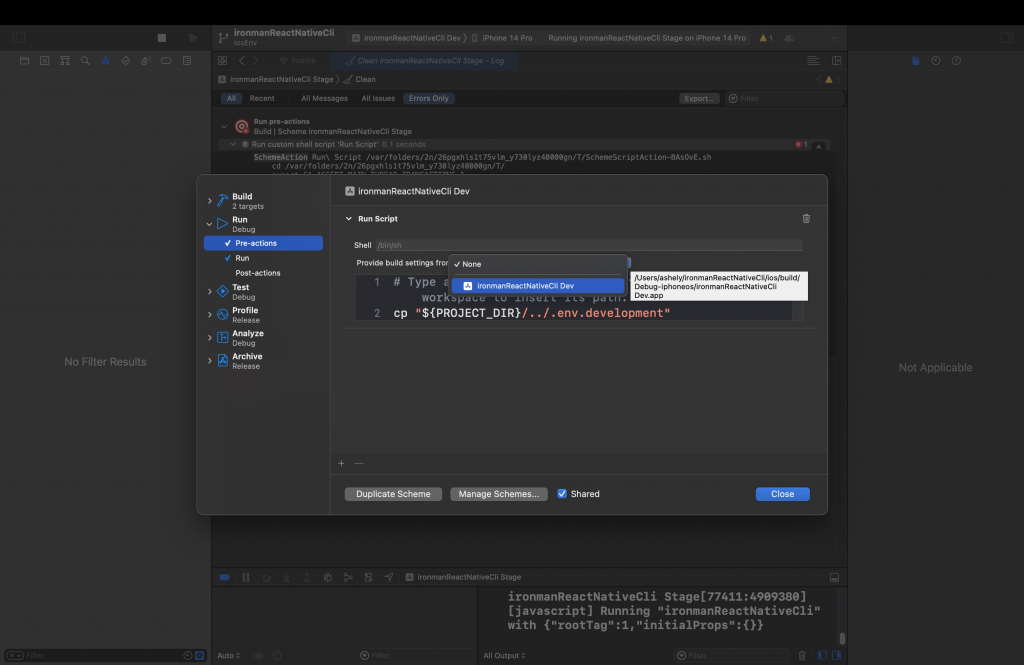 ironmanReactNativeCli
iosEnv
ironmanReactNativeCli Dev
iPhone 14 Pro
Running ironmanReactNativeCli Stage on iPhone 14 Pro
1
Podfile
Clean ironmanReactNativeCli Stage - Log
ironmanReactNativeCli Stage
Clean
All
Recent
All Messages
All Issues
Errors Only
Export...
Filter
Run pre-actions
Build | Scheme ironmanReactNativeCli Stage
Run custom shell script 'Run Script' 0.1 seconds
1
SchemeAction Run\ Script /var/folders/2n/26pgxhls1t75vlm_y730lyz40000gn/T/SchemeScriptAction-BAsOvE.sh
cd /var/folders/2n/26pgxhls1t75vlm_y730lyz40000gn/T/
Build
2 targets
Run
Debug
Pre-actions
Run
Post-actions
Test
Debug
Profile
Release
Analyze
Debug
Archive
Release
ironmanReactNativeCli Dev
Run Script
Shell /bin/sh
Provide build settings from
None
ironmanReactNativeCli Dev
/Users/ashely/ironmanReactNativeCli/ios/build/
Debug-iphoneos/ironmanReactNativeCli
Dev.app
1 # Type a
workspace to insert its path.
2 cp "${PROJECT_DIR}/../.env.development"
Duplicate Scheme
Manage Schemes...
Shared
Close
No Filter Results
Not Applicable
ironmanReactNativeCli Stage
ironmanReactNativeCli Stage[77411:4909380]
[javascript] Running "ironmanReactNativeCli"
with {"rootTag":1,"initialProps":{}}
Filter
Auto
Filter
All Output
Filter